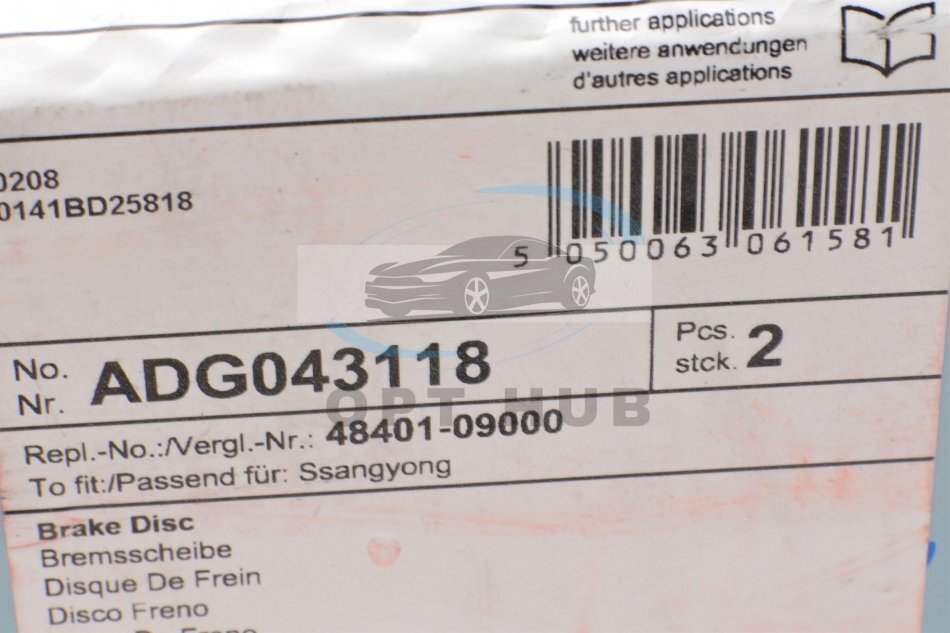 further applications
weitere anwendungen
d'autres applications
0208
0141BD25818
5 050063 061581
No.
Nr. ADG043118
Pcs.
stck. 2
OPT HUB
Repl.-No.:/Vergl.-Nr.: 48401-09000
To fit:/Passend für: Ssangyong
Brake Disc
Bremsscheibe
Disque De Frein
Disco Freno
De Freno